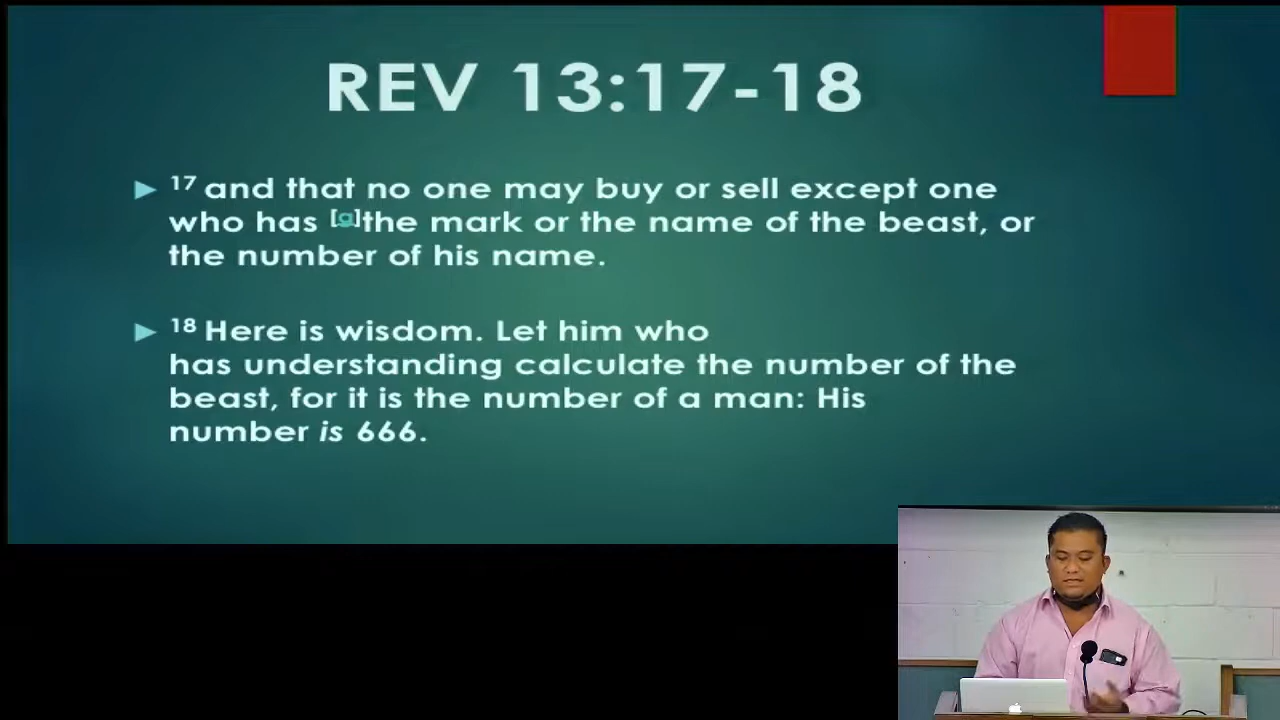 REV 13:17-18
17 and that no one may buy or sell except one
who has [g]the mark or the name of the beast, or
the number of his name.
18 Here is wisdom. Let him who
has understanding calculate the number of the
beast, for it is the number of a man: His
number is 666.